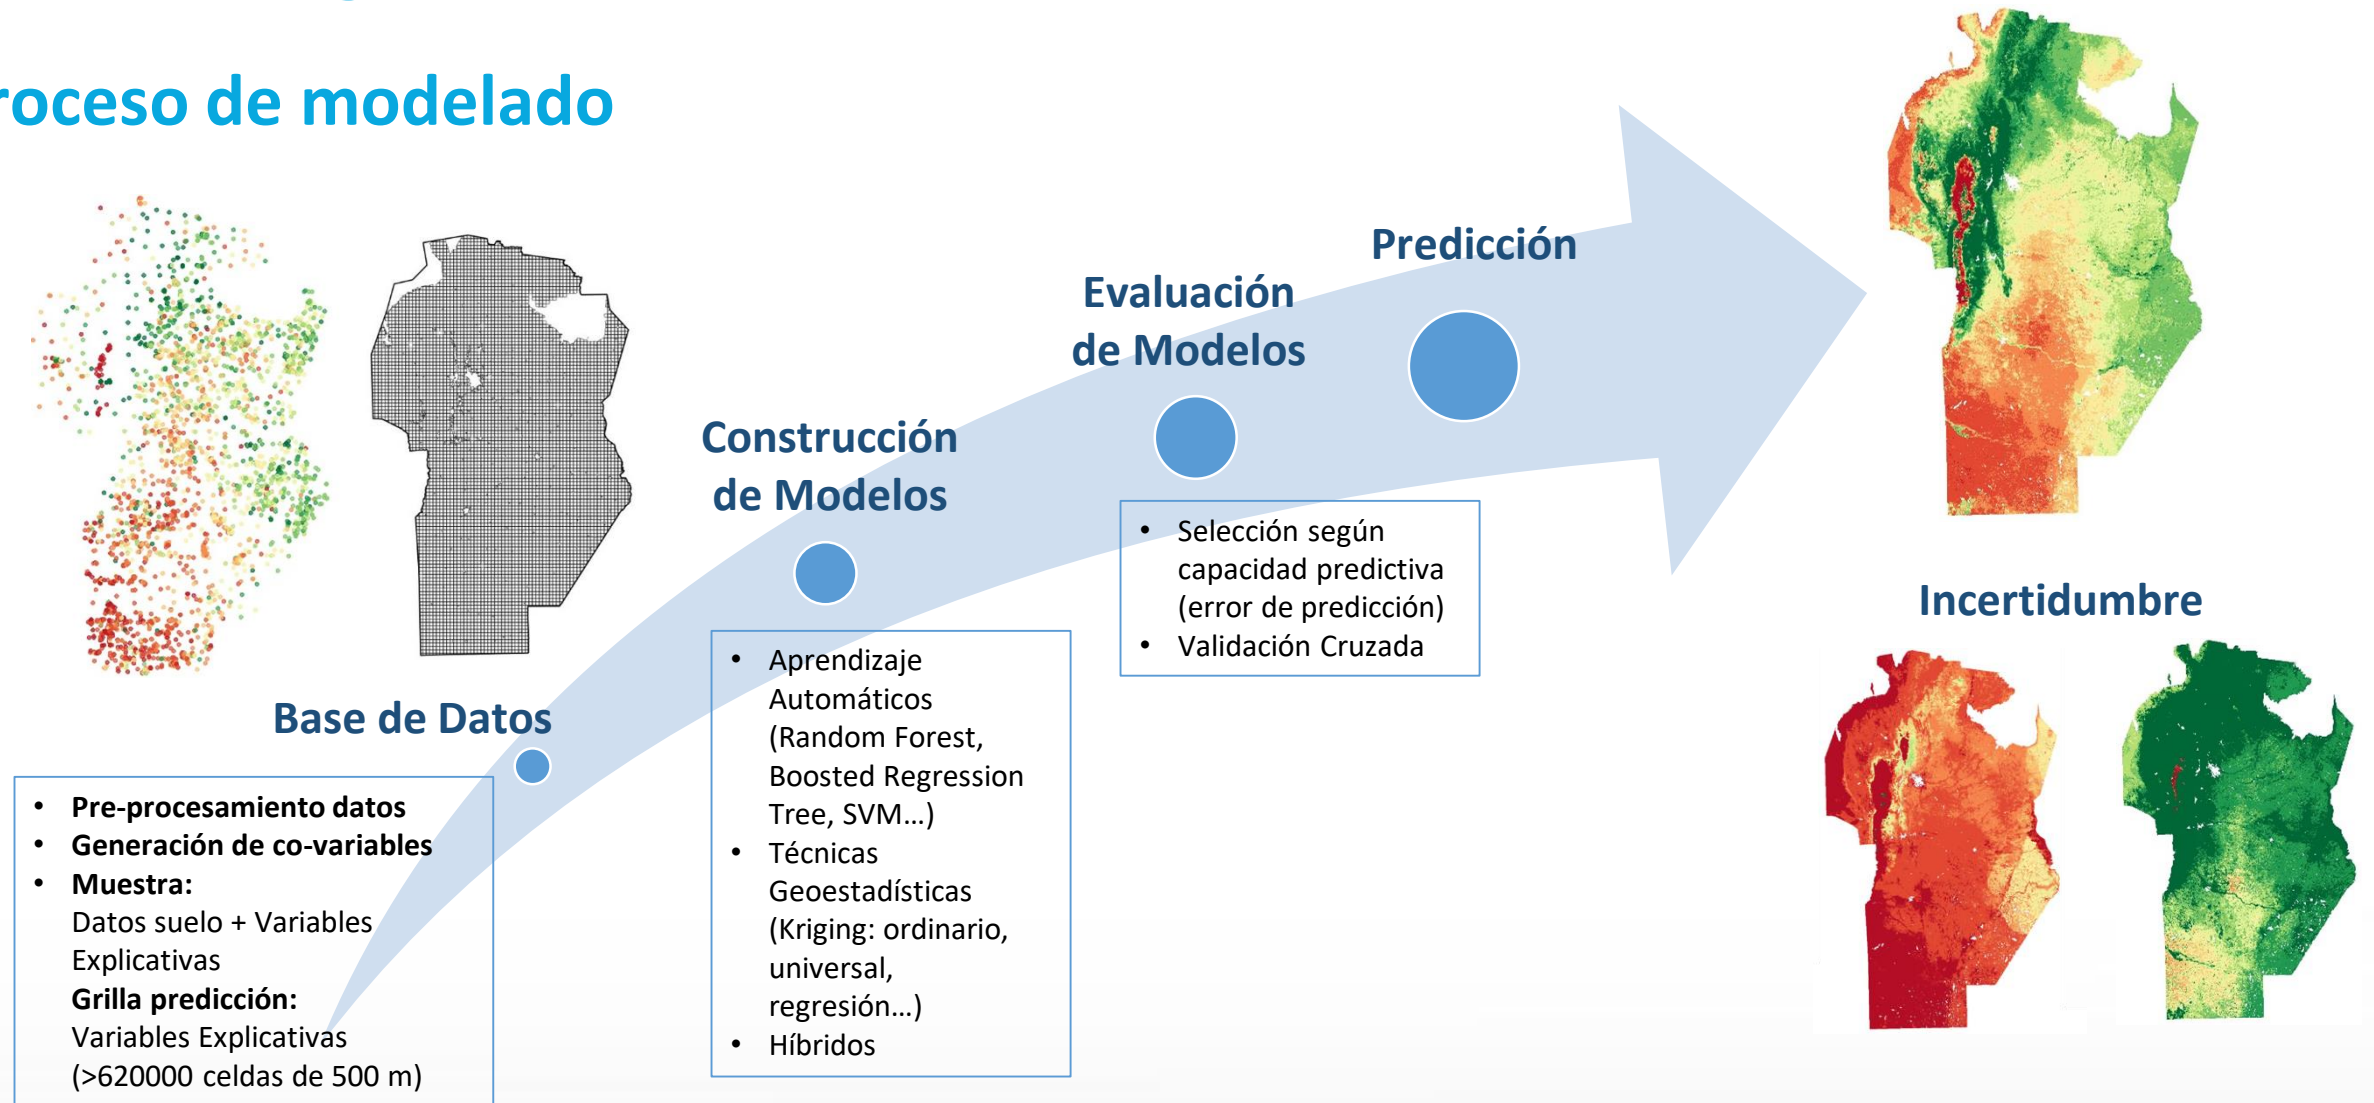 roceso de modelado
Base de Datos
• Pre-procesamiento datos
• Generación de co-variables
• Muestra:
Datos suelo + Variables
Explicativas
Grilla predicción:
Variables Explicativas
(>620000 celdas de 500 m)
Construcción
de Modelos
• Aprendizaje
Automáticos
(Random Forest,
Boosted Regression
Tree, SVM...)
• Técnicas
Geoestadísticas
(Kriging: ordinario,
universal,
regresión...)
• Híbridos
Evaluación
de Modelos
• Selección según
capacidad predictiva
(error de predicción)
• Validación Cruzada
Predicción
Incertidumbre